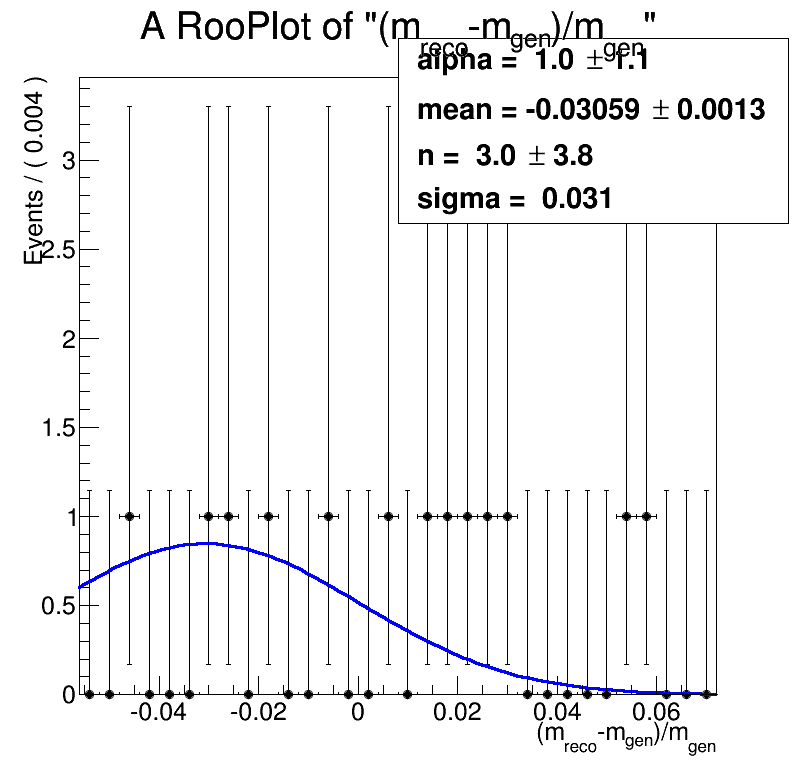 A RooPlot of "(m_reco-m_gen)/m_gen"
alpha = 1.0 ± 1.1
mean = -0.03059 ± 0.0013
n = 3.0 ± 3.8
sigma = 0.031
Events / ( 0.004 )
3
2.5
2
1.5
1
0.5
0
-0.04 -0.02 0 0.02 0.04 0.06
(m_reco-m_gen)/m_gen